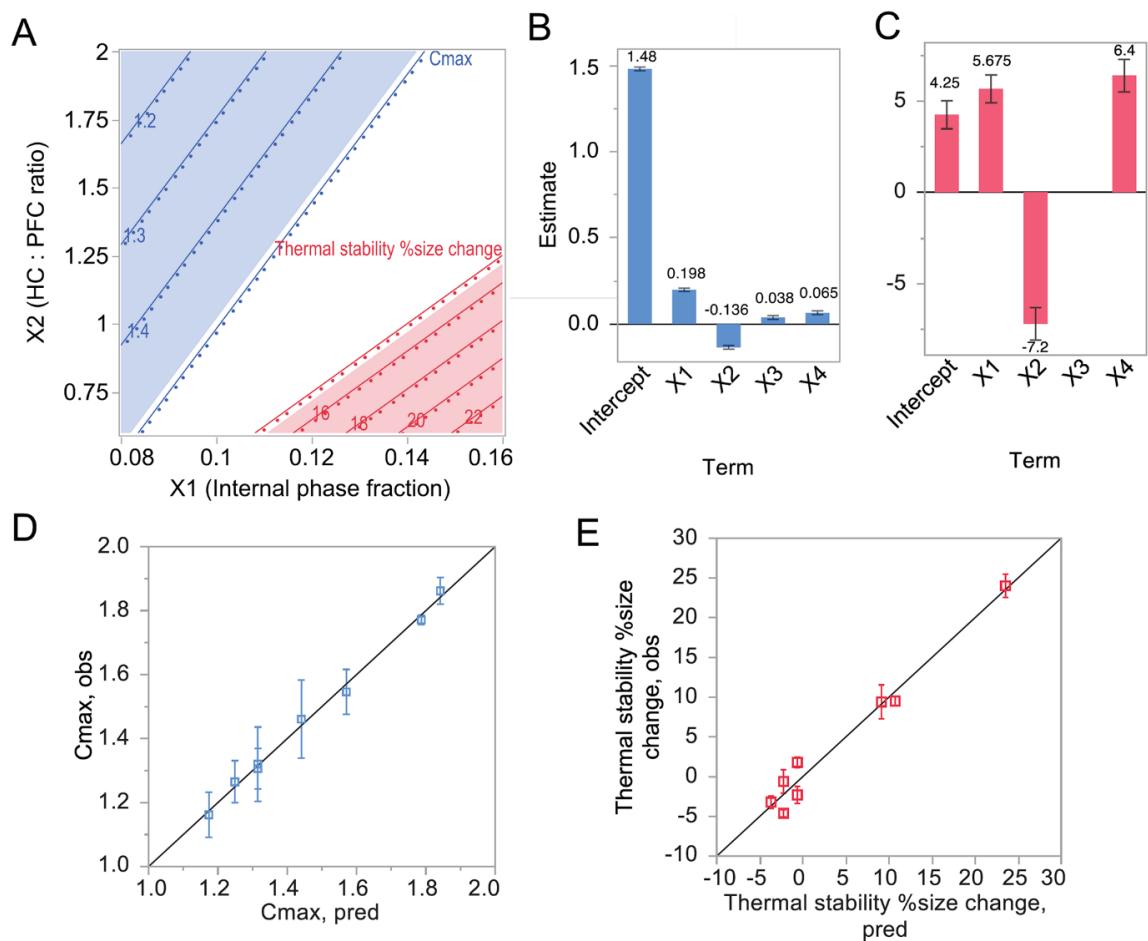 A
2
1.75
1.5
1.25
1
0.75
X2 (HC : PFC ratio)
Cmax
1.2
1.3
1.4
Thermal stability %size change
16
18
20
22
0.08
0.1
0.12
0.14
0.16
X1 (Internal phase fraction)
B
1.5
1.0
0.5
0.0
Estimate
1.48
0.198
-0.136
0.038
0.065
Intercept
X1
X2
X3
X4
Term
C
5
0
-5
4.25
5.675
-7.2
6.4
Intercept
X1
X2
X3
X4
Term
D
2.0
1.8
1.6
1.4
1.2
1.0
Cmax, obs
1.0
1.2
1.4
1.6
1.8
2.0
Cmax, pred
E
30
25
20
15
10
5
0
-5
-10
Thermal stability %size
change, obs
-10
-5
0
5
10
15
20
25
30
Thermal stability %size change,
pred